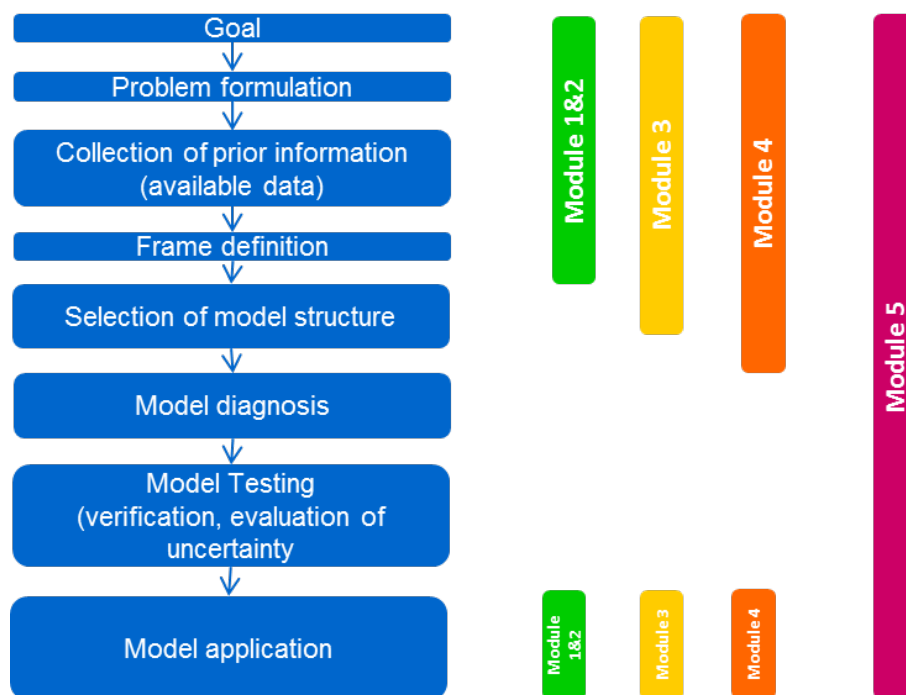 Goal
Problem formulation
Collection of prior information
(available data)
Frame definition
Selection of model structure
Model diagnosis
Model Testing
(verification, evaluation of
uncertainty
Model application
Module 1&2
Module 3
Module 4
Module 5
Module
1&2
Module 3
Module 4